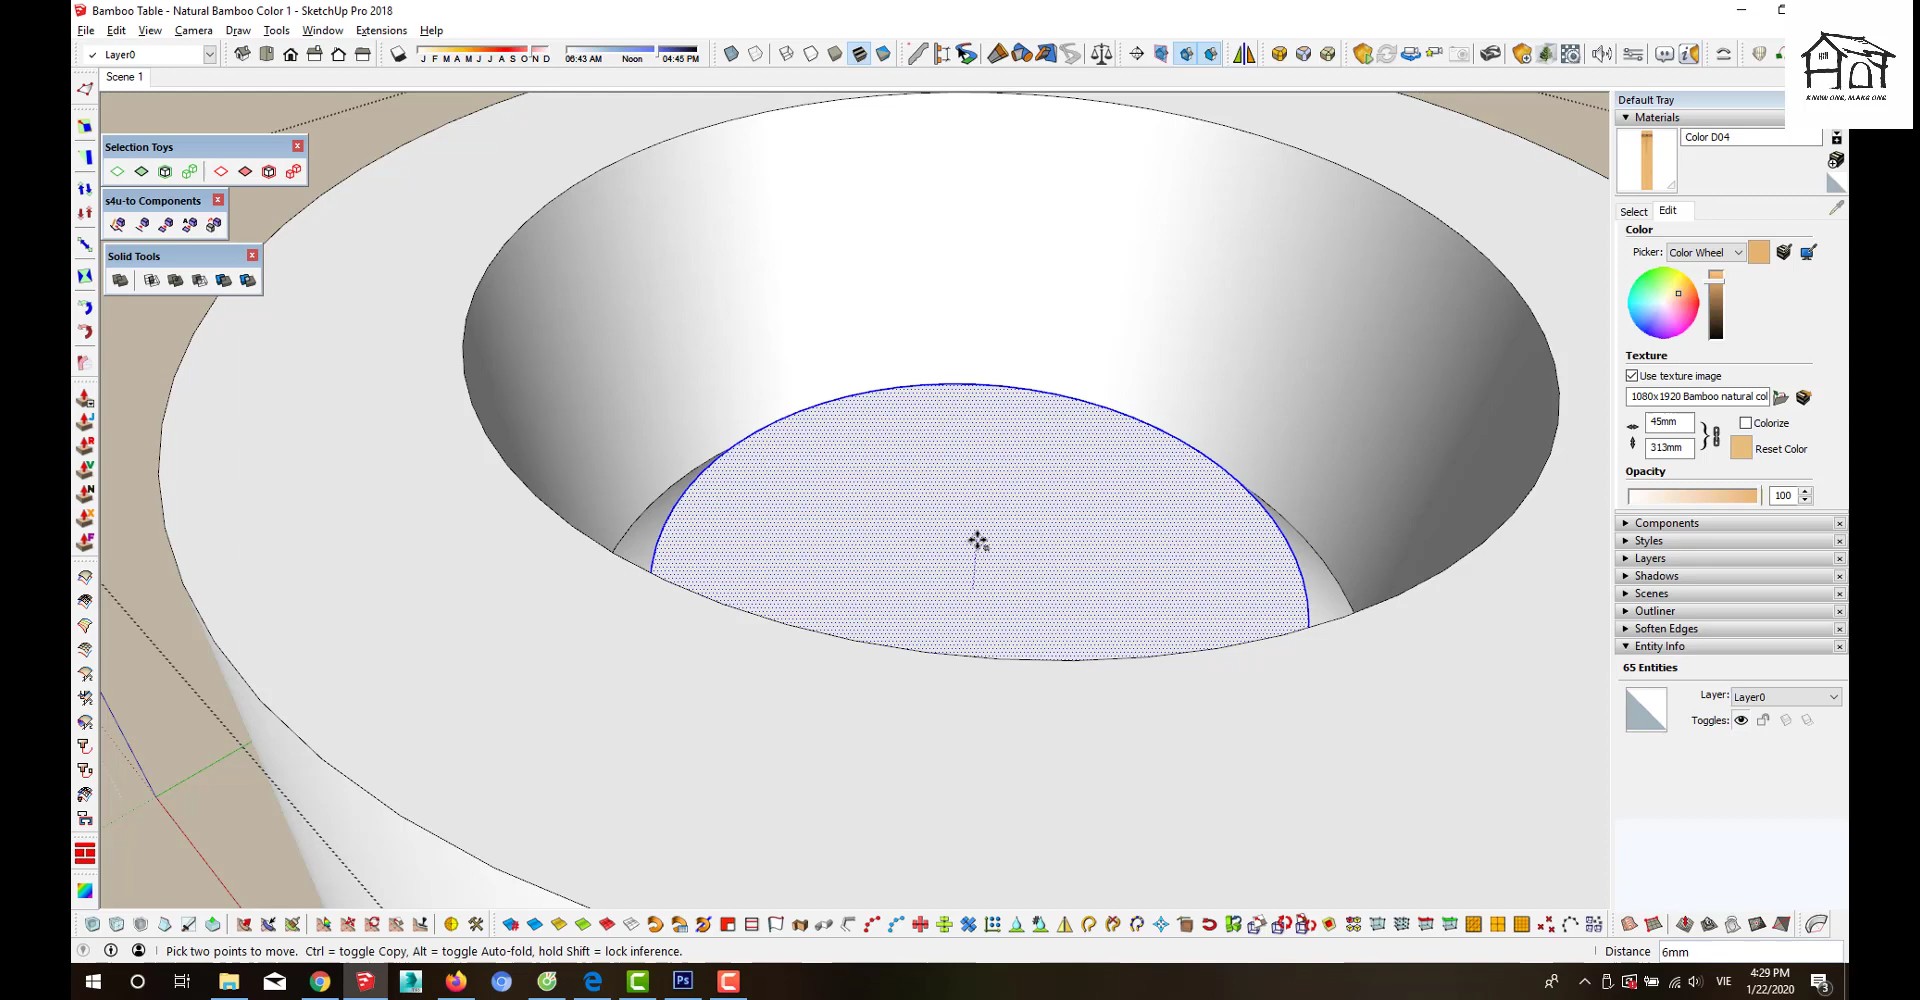 Bamboo Table - Natural Bamboo Color 1 - SketchUp Pro 2018
File Edit View Camera Draw Tools Window Extensions Help
Layer0
J F M A M J J A S O N D
06:43 AM Noon 04:45 PM
Scene 1
Default Tray
Materials
KNOW ONE, MAKE ONE
Color D04
Selection Toys
s4u-to Components
Solid Tools
Select Edit
Color
Picker: Color Wheel
Texture
Use texture image
1080x1920 Bamboo natural col
45mm
Colorize
313mm
Reset Color
Opacity
100
Components
Styles
Layers
Shadows
Scenes
Outliner
Soften Edges
Entity Info
65 Entities
Layer: Layer0
Toggles:
Pick two points to move. Ctrl = toggle Copy, Alt = toggle Auto-fold, hold Shift = lock inference.
Distance 6mm
VIE
4:29 PM
1/22/2020